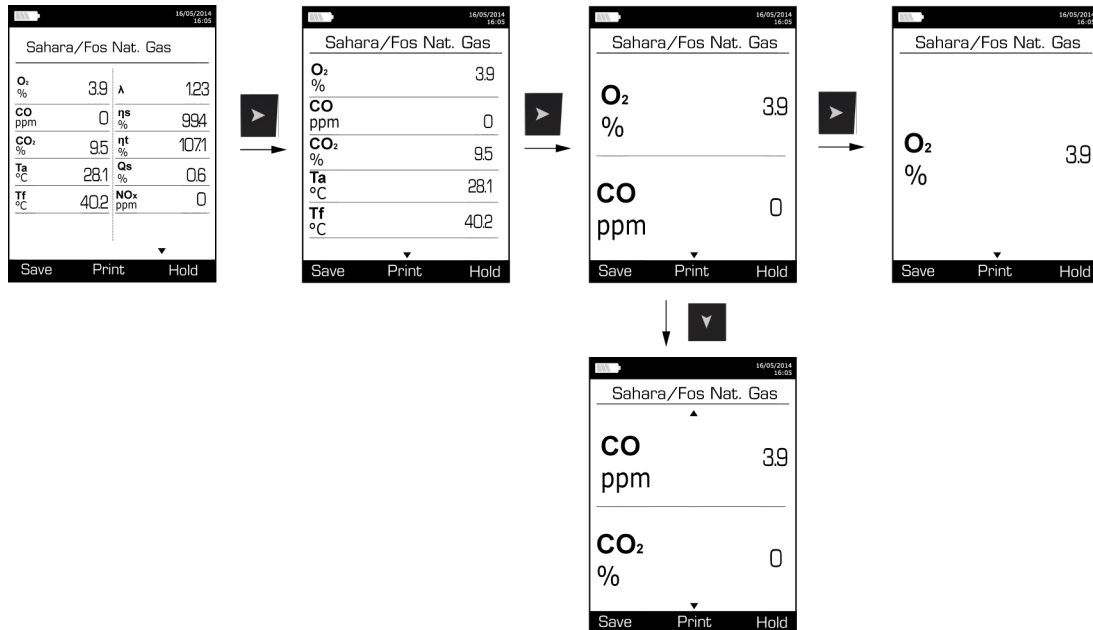 16/05/2014
16:05
Sahara/Fos Nat. Gas
O₂ % 3.9 λ 1.23
CO ppm 0 ηs % 99.4
CO₂ % 9.5 ηt % 107.1
Ta °C 28.1 Qs % 0.6
Tf °C 40.2 NOx ppm 0
Save Print Hold
16/05/2014
16:05
Sahara/Fos Nat. Gas
O₂ % 3.9
CO ppm 0
CO₂ % 9.5
Ta °C 28.1
Tf °C 40.2
Save Print Hold
16/05/2014
16:05
Sahara/Fos Nat. Gas
O₂ % 3.9
CO ppm 0
Save Print Hold
16/05/2014
16:05
Sahara/Fos Nat. Gas
O₂ % 3.9
Save Print Hold
16/05/2014
16:05
Sahara/Fos Nat. Gas
CO ppm 3.9
CO₂ % 0
Save Print Hold